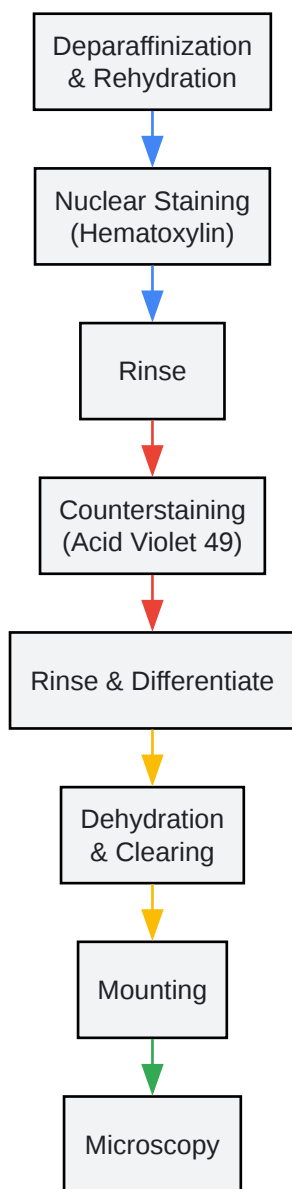 Deparaffinization
& Rehydration
Nuclear Staining
(Hematoxylin)
Rinse
Counterstaining
(Acid Violet 49)
Rinse & Differentiate
Dehydration
& Clearing
Mounting
Microscopy